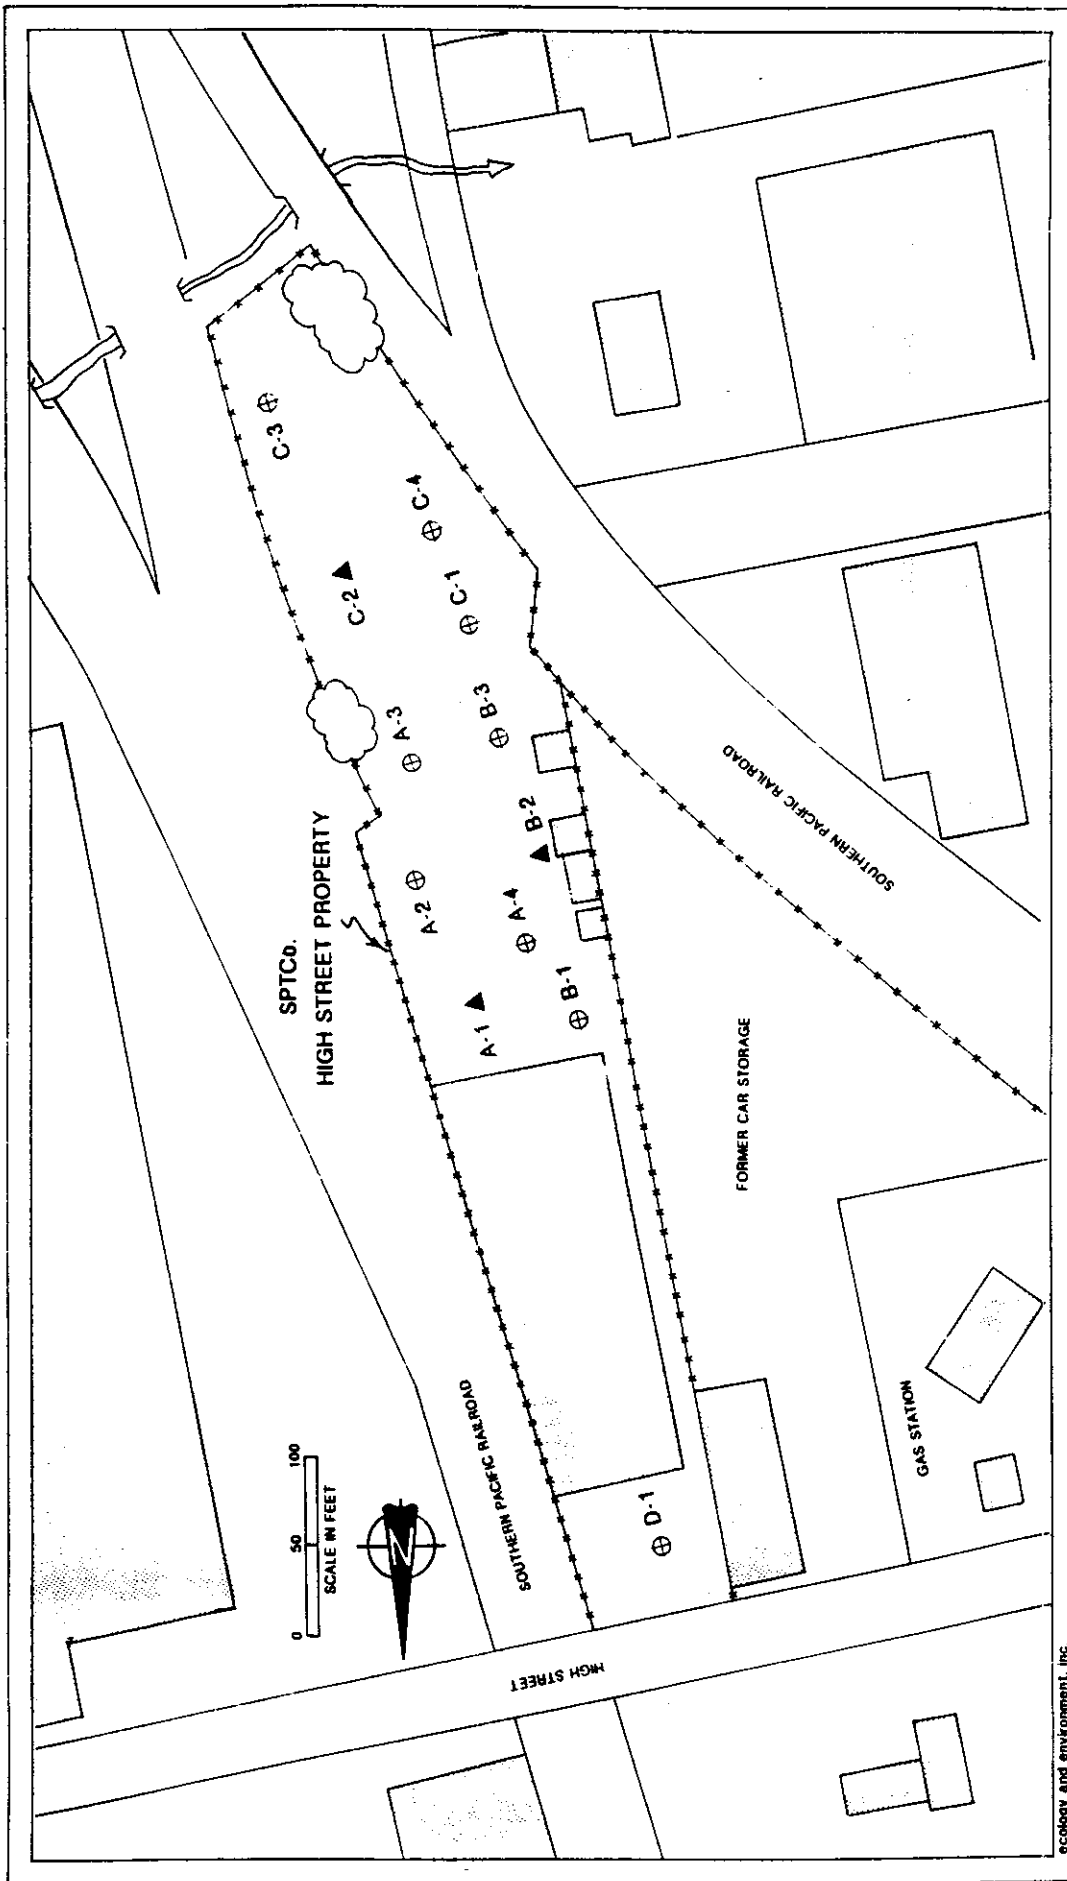 SPTCo.
HIGH STREET PROPERTY
C-3
C-4
C-2
C-1
A-3
B-3
A-2
B-2
A-4
A-1
B-1
D-1
SOUTHERN PACIFIC RAILROAD
SOUTHERN PACIFIC RAILROAD
FORMER CAR STORAGE
GAS STATION
HIGH STREET
0 50 100
SCALE IN FEET
N
ecology and environment, inc.